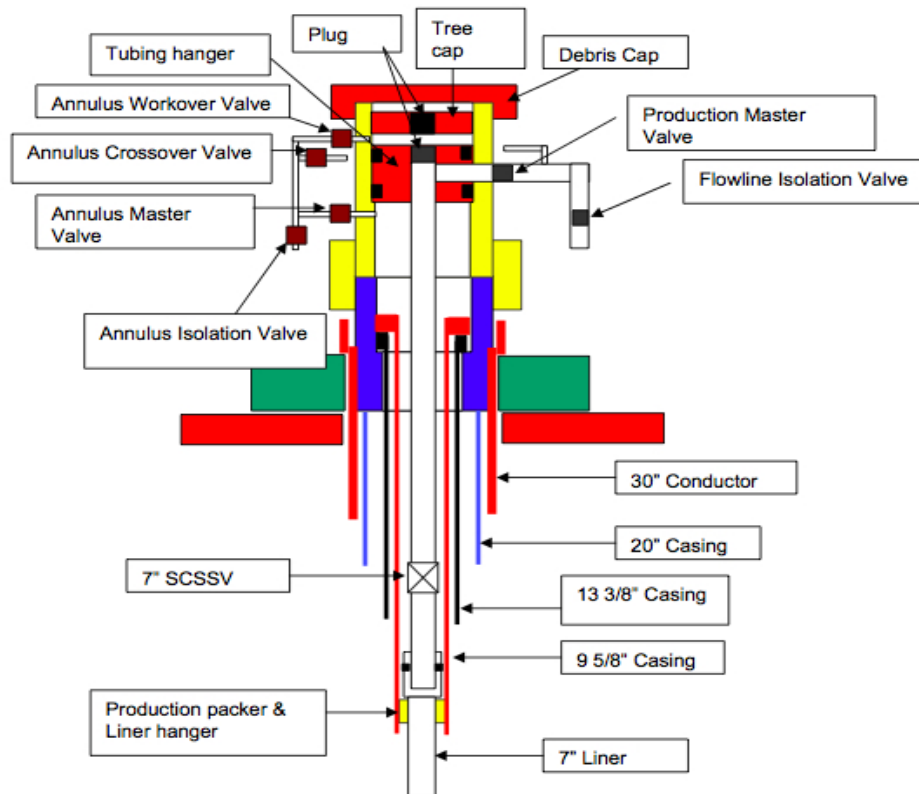 Plug
Tree
cap
Tubing hanger
Debris Cap
Annulus Workover Valve
Production Master
Valve
Annulus Crossover Valve
Flowline Isolation Valve
Annulus Master
Valve
Annulus Isolation Valve
30" Conductor
20" Casing
7" SCSSV
13 3/8" Casing
9 5/8" Casing
Production packer &
Liner hanger
7" Liner